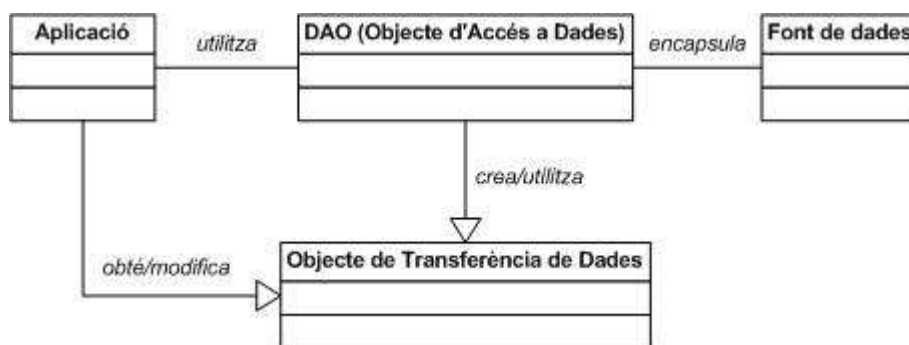 Aplicació
utilitza
DAO (Objecte d'Accés a Dades)
encapsula
Font de dades
crea/utilitza
Objecte de Transferència de Dades
obté/modifica